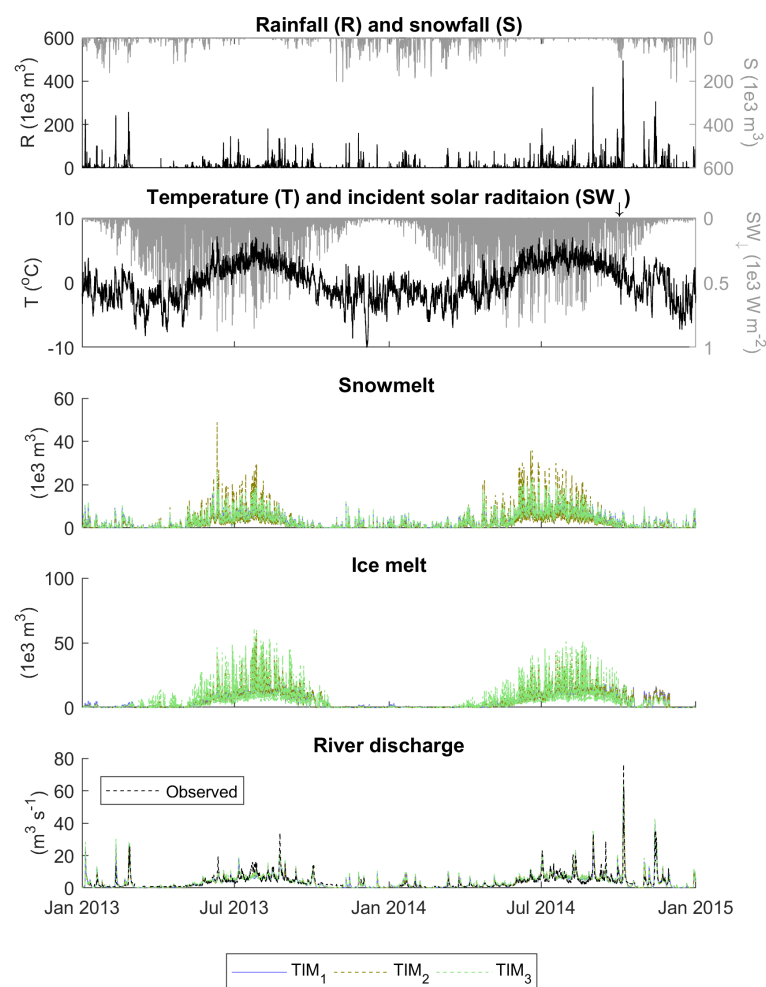 Rainfall (R) and snowfall (S)
600
400
200
0
R (1e3 m³)
0
200
400
600
S (1e3 m³)
Temperature (T) and incident solar raditaion (SW↓)
10
0
-10
T (ºC)
0
0.5
1
SW↓ (1e3 W m⁻²)
Snowmelt
60
40
20
0
(1e3 m³)
Ice melt
100
50
0
(1e3 m³)
River discharge
80
60
40
20
0
(m³ s⁻¹)
Observed
Jan 2013 Jul 2013 Jan 2014 Jul 2014 Jan 2015
TIM₁ TIM₂ TIM₃